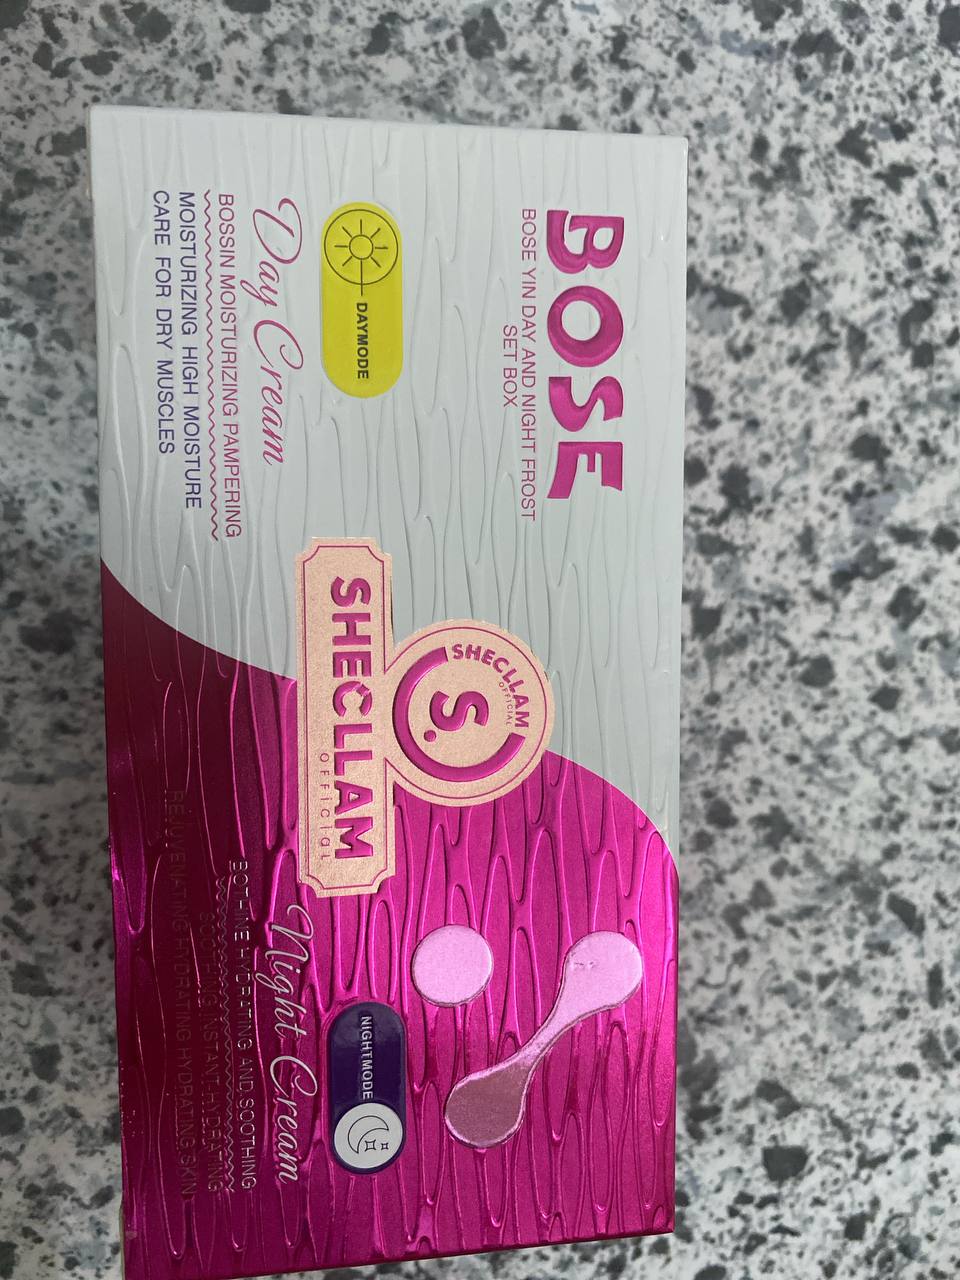 BOSE
BOSE YIN DAY AND NIGHT FROST
SET BOX
DAYMODE
Day Cream
BOSSIN MOISTURIZING PAMPERING
MOISTURIZING HIGH MOISTURE
CARE FOR DRY MUSCLES
SHECLLAM
OFFICIAL
S.
SHECLLAM
OFFICIAL
NIGHTMODE
Night Cream
BOTHINE HYDRATING AND SOOTHING
SOOTHING INSTANT HYDRATING
REJUVENATING HYDRATING HYDRATING SKIN